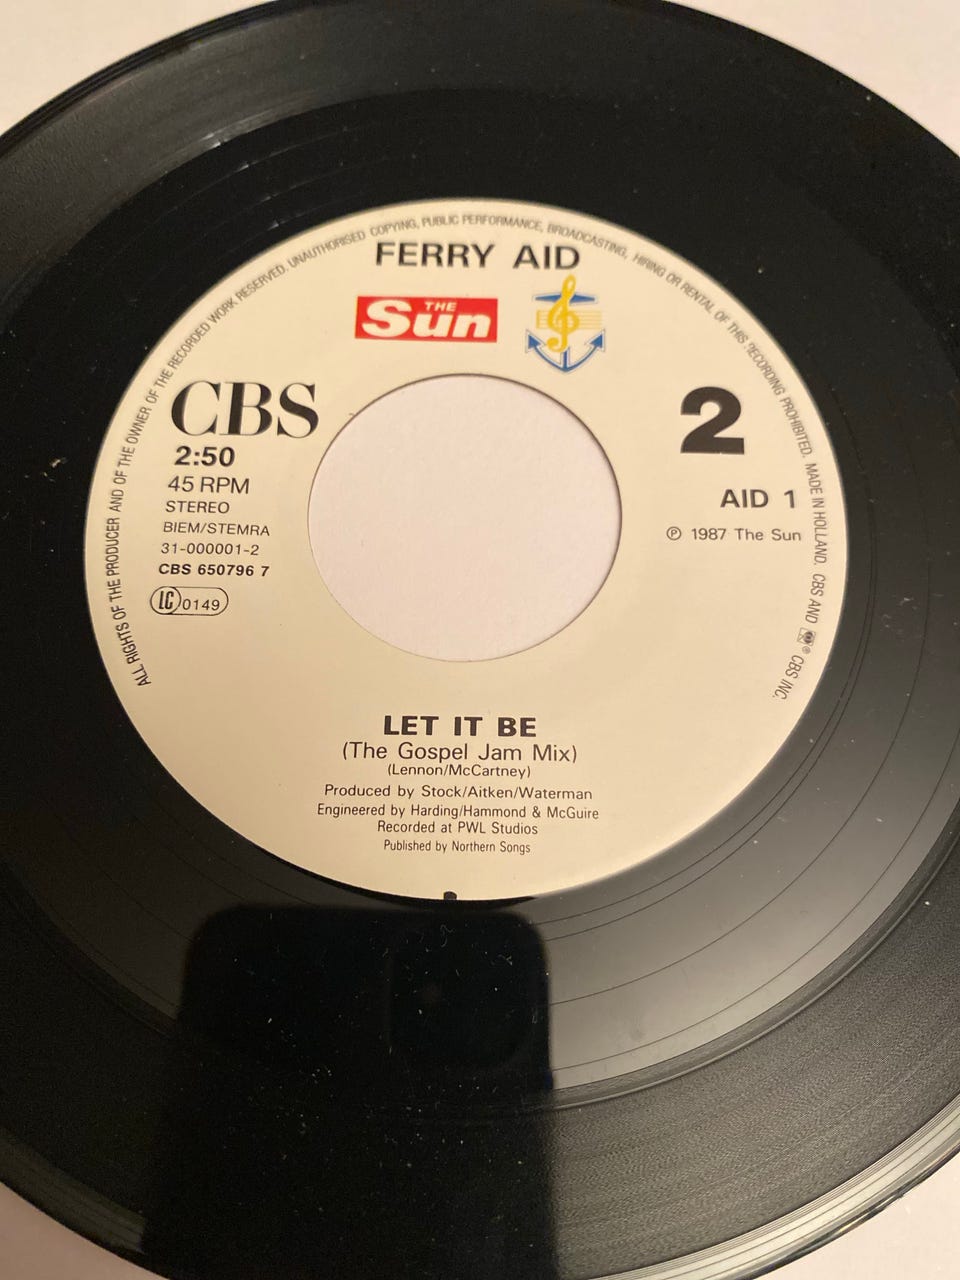 ALL RIGHTS OF THE PRODUCER AND OF THE OWNER OF THE RECORDED WORK RESERVED. UNAUTHORISED COPYING, PUBLIC PERFORMANCE, BROADCASTING, HIRING OR RENTAL OF THIS RECORDING PROHIBITED. MADE IN HOLLAND. CBS AND ® CBS INC.
FERRY AID
THE
Sun
CBS
2:50
45 RPM
STEREO
BIEM/STEMRA
31-000001-2
CBS 650796 7
LC 0149
2
AID 1
℗ 1987 The Sun
LET IT BE
(The Gospel Jam Mix)
(Lennon/McCartney)
Produced by Stock/Aitken/Waterman
Engineered by Harding/Hammond & McGuire
Recorded at PWL Studios
Published by Northern Songs